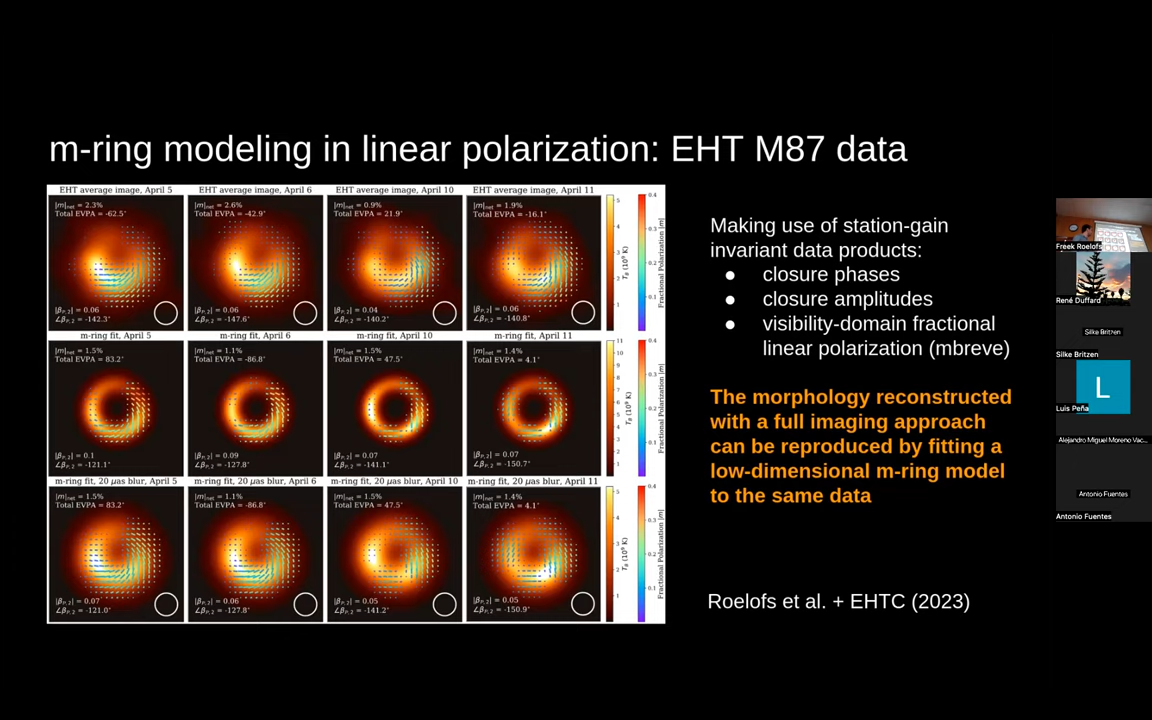 m-ring modeling in linear polarization: EHT M87 data
EHT average image, April 5
EHT average image, April 6
EHT average image, April 10
EHT average image, April 11
|m|net = 2.3%
Total EVPA = -62.5°
|βP,2| = 0.06
∠βP,2 = -142.3°
|m|net = 2.6%
Total EVPA = -42.9°
|βP,2| = 0.06
∠βP,2 = -147.6°
|m|net = 0.9%
Total EVPA = 21.9°
|βP,2| = 0.04
∠βP,2 = -140.2°
|m|net = 1.9%
Total EVPA = -16.1°
|βP,2| = 0.06
∠βP,2 = -140.8°
TB (10⁹ K)
Fractional Polarization |m|
m-ring fit, April 5
m-ring fit, April 6
m-ring fit, April 10
m-ring fit, April 11
|m|net = 1.5%
Total EVPA = 83.2°
|βP,2| = 0.1
∠βP,2 = -121.1°
|m|net = 1.1%
Total EVPA = -86.8°
|βP,2| = 0.09
∠βP,2 = -127.8°
|m|net = 1.5%
Total EVPA = 47.5°
|βP,2| = 0.07
∠βP,2 = -141.1°
|m|net = 1.4%
Total EVPA = 4.1°
|βP,2| = 0.07
∠βP,2 = -150.7°
TB (10⁹ K)
Fractional Polarization |m|
m-ring fit, 20 μas blur, April 5
m-ring fit, 20 μas blur, April 6
m-ring fit, 20 μas blur, April 10
m-ring fit, 20 μas blur, April 11
|m|net = 1.5%
Total EVPA = 83.2°
|βP,2| = 0.07
∠βP,2 = -121.0°
|m|net = 1.1%
Total EVPA = -86.8°
|βP,2| = 0.06
∠βP,2 = -127.8°
|m|net = 1.5%
Total EVPA = 47.5°
|βP,2| = 0.05
∠βP,2 = -141.2°
|m|net = 1.4%
Total EVPA = 4.1°
|βP,2| = 0.05
∠βP,2 = -150.9°
TB (10⁹ K)
Fractional Polarization |m|
Making use of station-gain
invariant data products:
● closure phases
● closure amplitudes
● visibility-domain fractional
linear polarization (mbreve)
The morphology reconstructed
with a full imaging approach
can be reproduced by fitting a
low-dimensional m-ring model
to the same data
Roelofs et al. + EHTC (2023)
Freek Roelofs
René Duffard
Silke Britzen
Silke Britzen
L
Luis Peña
Alejandro Miguel Moreno Vac...
Antonio Fuentes
Antonio Fuentes